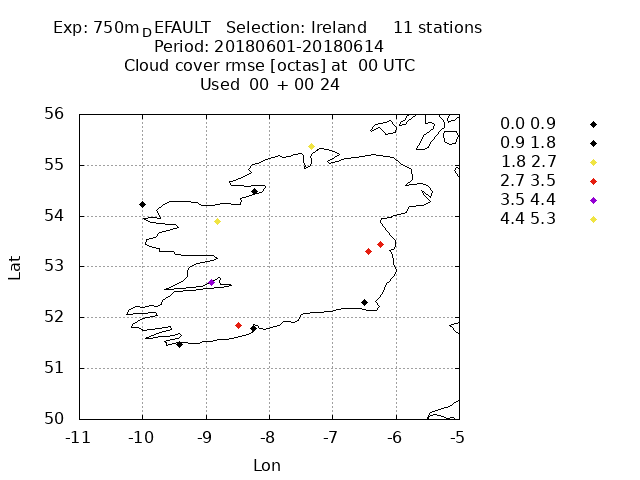 Exp: 750m_DEFAULT   Selection: Ireland     11 stations
Period: 20180601-20180614
Cloud cover rmse [octas] at  00 UTC
Used  00 + 00 24
56
55
54
53
52
51
50
Lat
-11 -10 -9 -8 -7 -6 -5
Lon
0.0 0.9
0.9 1.8
1.8 2.7
2.7 3.5
3.5 4.4
4.4 5.3